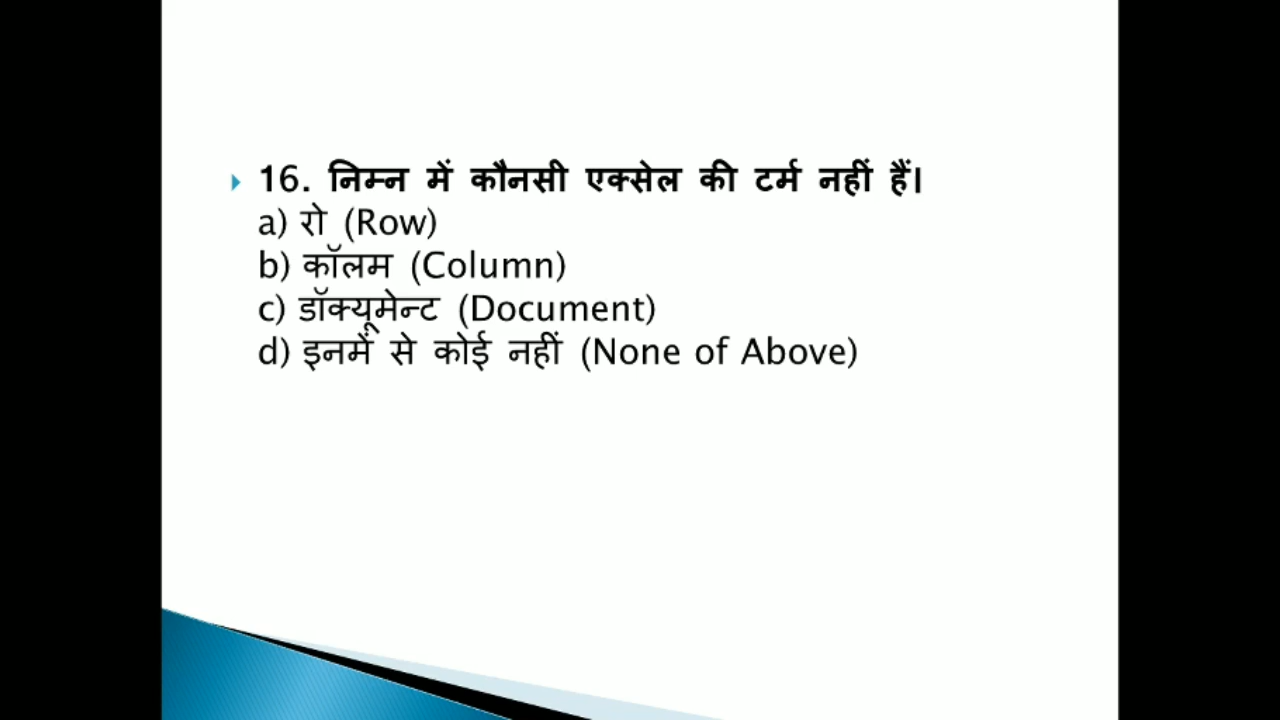 16. निम्न में कौनसी एक्सेल की टर्म नहीं हैं।
a) रो (Row)
b) कॉलम (Column)
c) डॉक्यूमेन्ट (Document)
d) इनमें से कोई नहीं (None of Above)